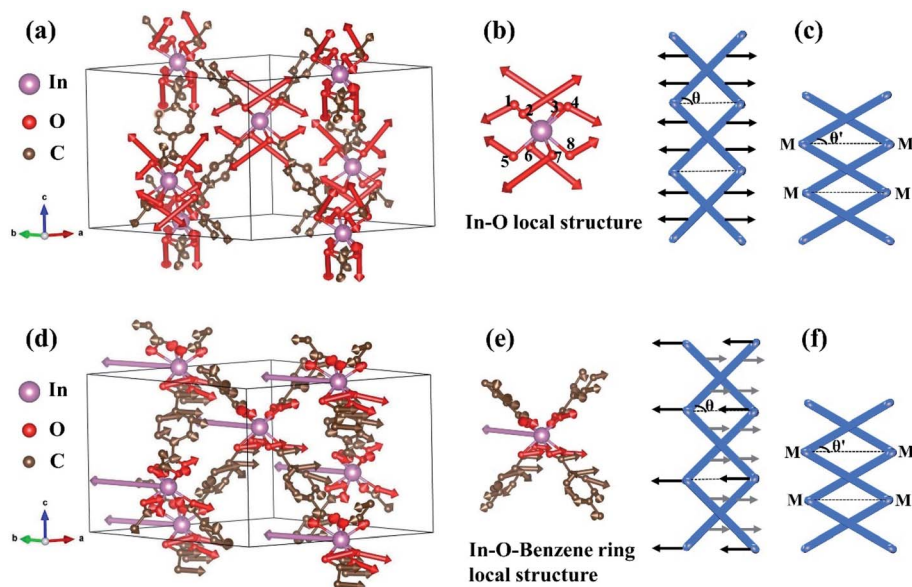 (a)
In
O
C
c
b
a
(b)
1
2
3
4
5
6
7
8
In-O local structure
θ
(c)
M
θ'
M
M
M
(d)
In
O
C
c
b
a
(e)
In-O-Benzene ring
local structure
θ
(f)
θ'
M
M
M
M